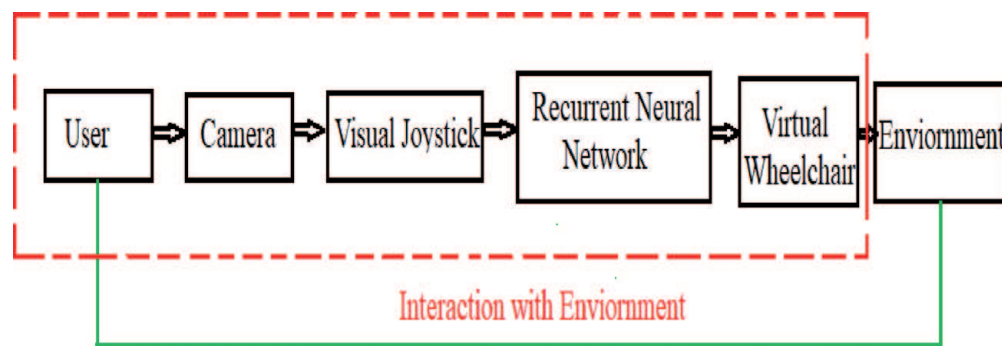 User
Camera
Visual Joystick
Recurrent Neural
Network
Virtual
Wheelchair
Enviornment
Interaction with Enviornment